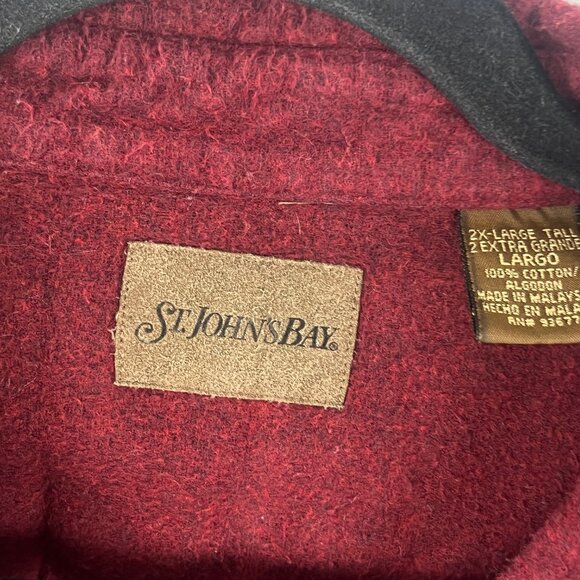 ST. JOHN'S BAY®
2X-LARGE TALL
2 EXTRA GRANDE
LARGO
100% COTTON/
ALGODON
MADE IN MALAYS
HECHO EN MALA
RN# 93677